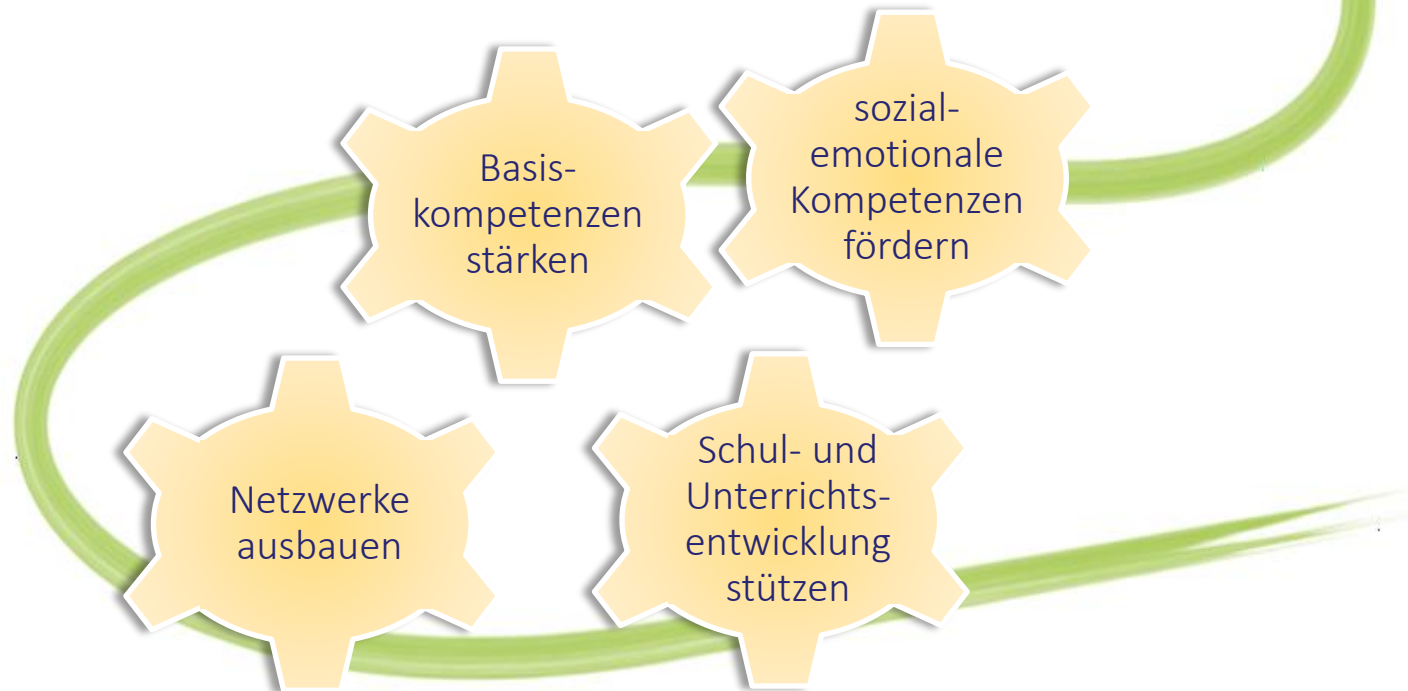 Basis-
kompetenzen
stärken
sozial-
emotionale
Kompetenzen
fördern
Netzwerke
ausbauen
Schul- und
Unterrichts-
entwicklung
stützen